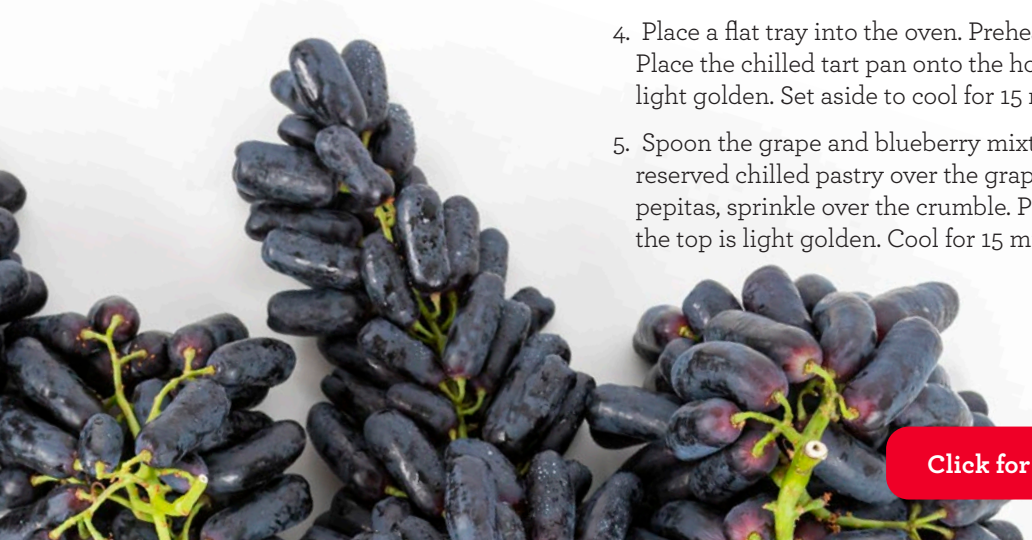 4. Place a flat tray into the oven. Prehe
Place the chilled tart pan onto the ho
light golden. Set aside to cool for 15
5. Spoon the grape and blueberry mixt
reserved chilled pastry over the grap
pepitas, sprinkle over the crumble. P
the top is light golden. Cool for 15 m
Click for